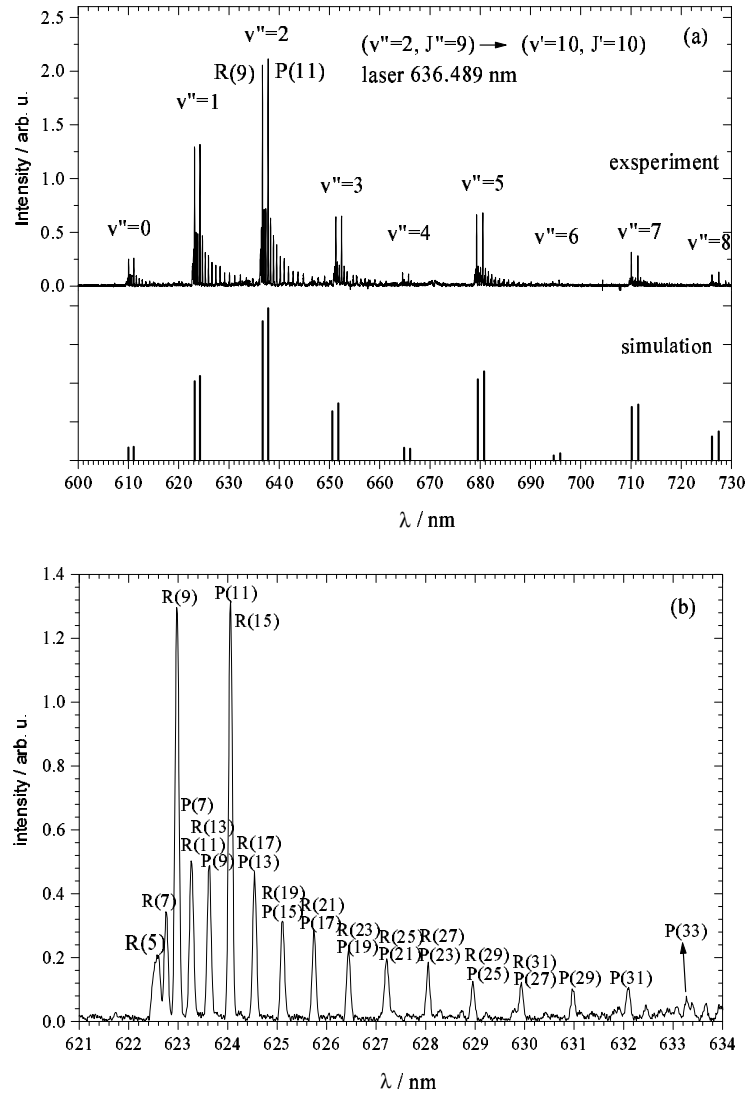 2.5
2.0
1.5
1.0
0.5
0.0
Intensity / arb. u.
v"=2
(v"=2, J"=9) → (v'=10, J'=10)
(a)
R(9)
P(11)
laser 636.489 nm
v"=1
exsperiment
v"=3
v"=5
v"=0
v"=4
v"=6
v"=7
v"=8
simulation
600 610 620 630 640 650 660 670 680 690 700 710 720 730
λ / nm
1.4
1.2
1.0
0.8
0.6
0.4
0.2
0.0
intensity / arb. u.
R(9)
P(11)
(b)
R(15)
P(7)
R(13)
R(11)
P(9)
R(17)
P(13)
R(7)
R(5)
R(19)
P(15)
R(21)
P(17)
R(23)
P(19)
R(25)
P(21)
R(27)
P(23)
R(29)
P(25)
R(31)
P(27)
P(29)
P(31)
P(33)
621 622 623 624 625 626 627 628 629 630 631 632 633 634
λ / nm